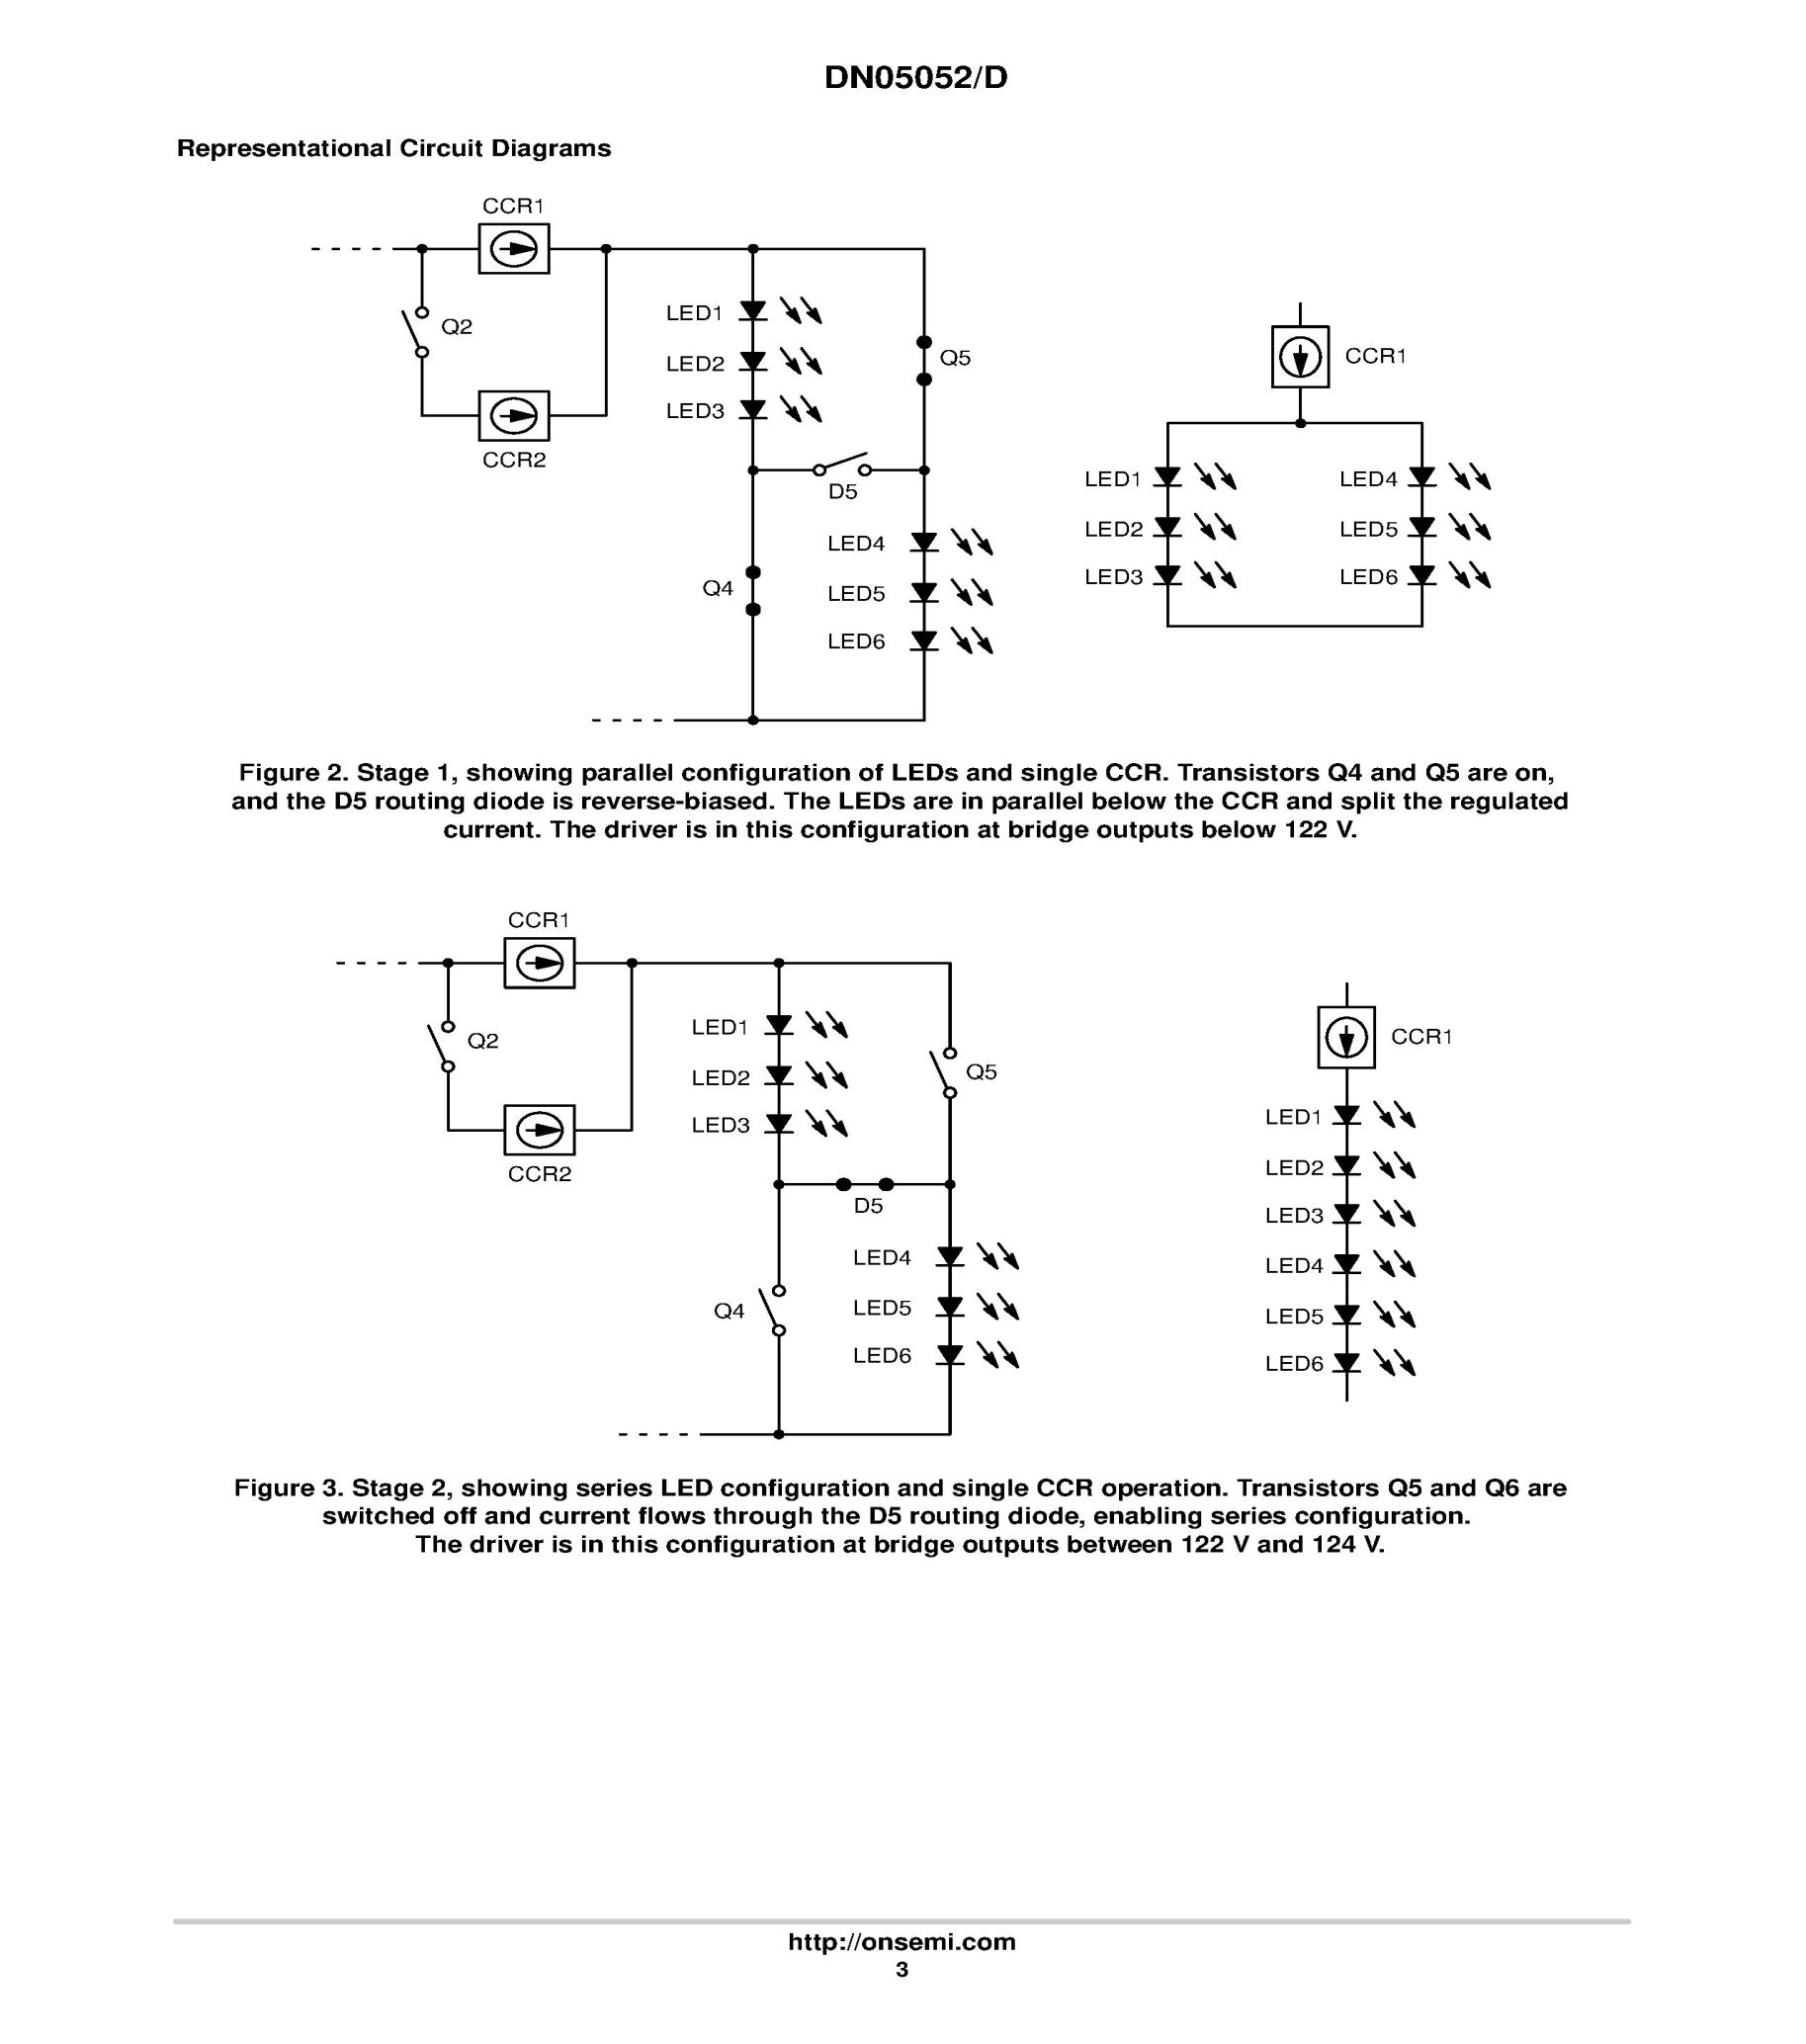 DN05052/D
Representational Circuit Diagrams
CCR1
Q2
CCR2
LED1
LED2
LED3
Q5
D5
Q4
LED4
LED5
LED6
CCR1
LED1
LED2
LED3
LED4
LED5
LED6
Figure 2. Stage 1, showing parallel configuration of LEDs and single CCR. Transistors Q4 and Q5 are on,
and the D5 routing diode is reverse-biased. The LEDs are in parallel below the CCR and split the regulated
current. The driver is in this configuration at bridge outputs below 122 V.
CCR1
Q2
CCR2
LED1
LED2
LED3
Q5
D5
Q4
LED4
LED5
LED6
CCR1
LED1
LED2
LED3
LED4
LED5
LED6
Figure 3. Stage 2, showing series LED configuration and single CCR operation. Transistors Q5 and Q6 are
switched off and current flows through the D5 routing diode, enabling series configuration.
The driver is in this configuration at bridge outputs between 122 V and 124 V.
http://onsemi.com
3